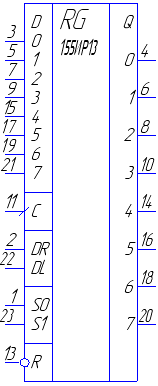 D RG Q
155ИР13
3 0 0 4
5 1
7 2 1 6
9 3
15 4 2 8
17 5
19 6 3 10
21 7
11 C 4 14
2 DR 5 16
22 DL
6 18
1 S0
23 S1 7 20
13 R